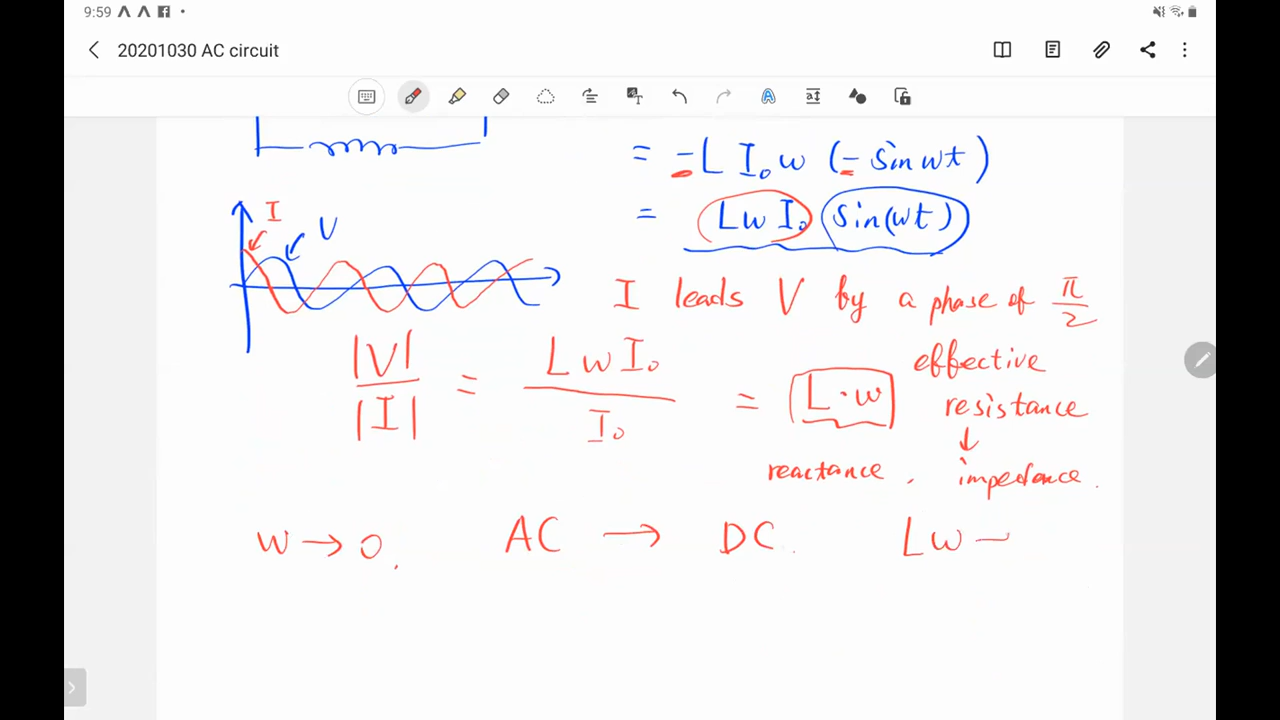 9:59
20201030 AC circuit
= -L I₀ w (- sin wt)
= Lw I₀ sin(wt)
I
V
I leads V by a phase of π/2
|V|/|I| = L w I₀/I₀ = L·w
effective
resistance
↓
reactance , impedance .
w → 0 , AC → DC . Lw —